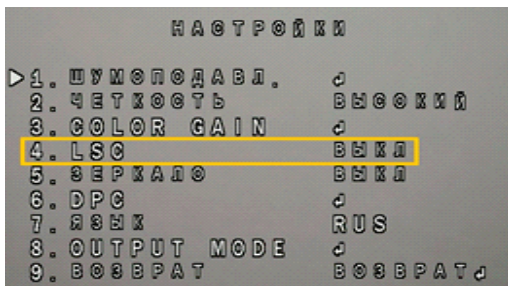 НАСТРОЙКИ
1. ШУМОПОДАВЛ. ↲
2. ЧЕТКОСТЬ ВЫСОКИЙ
3. COLOR GAIN ↲
4. LSC ВЫКЛ
5. ЗЕРКАЛО ВЫКЛ
6. DPC ↲
7. ЯЗЫК RUS
8. OUTPUT MODE ↲
9. ВОЗВРАТ ВОЗВРАТ↲